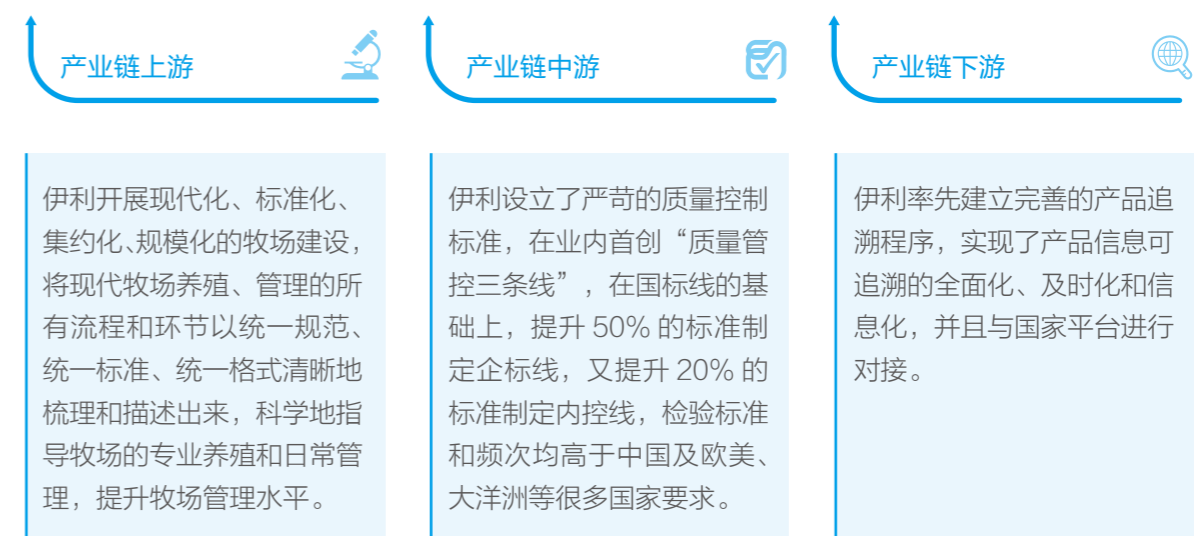 产业链上游
伊利开展现代化、标准化、
集约化、规模化的牧场建设，
将现代牧场养殖、管理的所
有流程和环节以统一规范、
统一标准、统一格式清晰地
梳理和描述出来，科学地指
导牧场的专业养殖和日常管
理，提升牧场管理水平。
产业链中游
伊利设立了严苛的质量控制
标准，在业内首创“质量管
控三条线”，在国标线的基
础上，提升 50% 的标准制
定企标线，又提升 20% 的
标准制定内控线，检验标准
和频次均高于中国及欧美、
大洋洲等很多国家要求。
产业链下游
伊利率先建立完善的产品追
溯程序，实现了产品信息可
追溯的全面化、及时化和信
息化，并且与国家平台进行
对接。